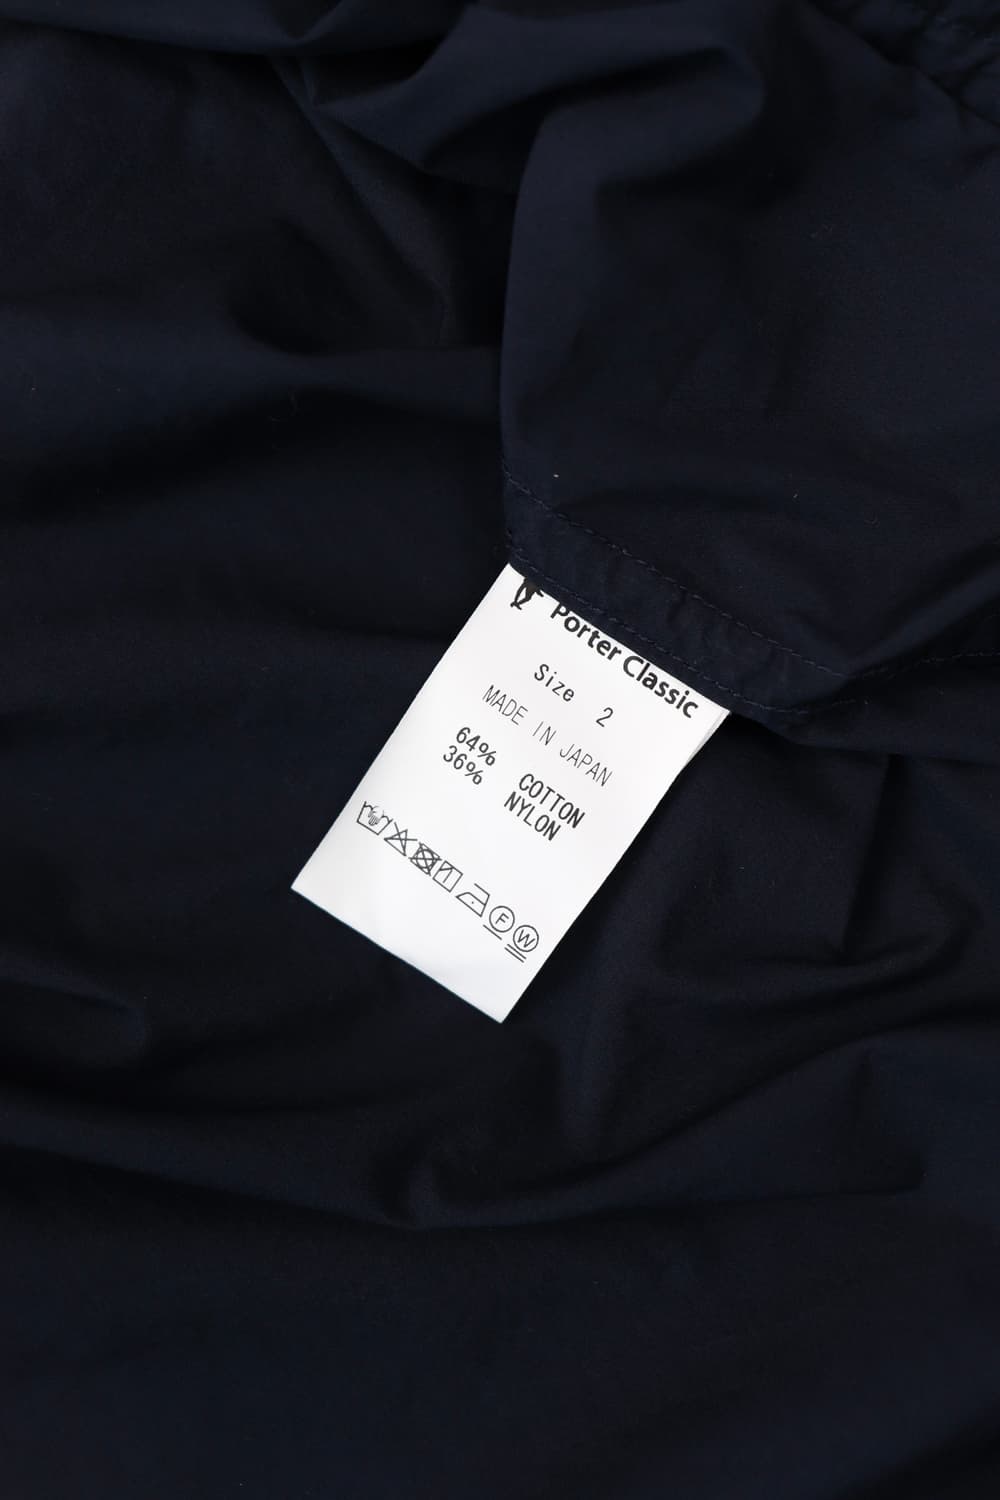 Porter Classic
Size 2
MADE IN JAPAN
64% COTTON
36% NYLON
F W